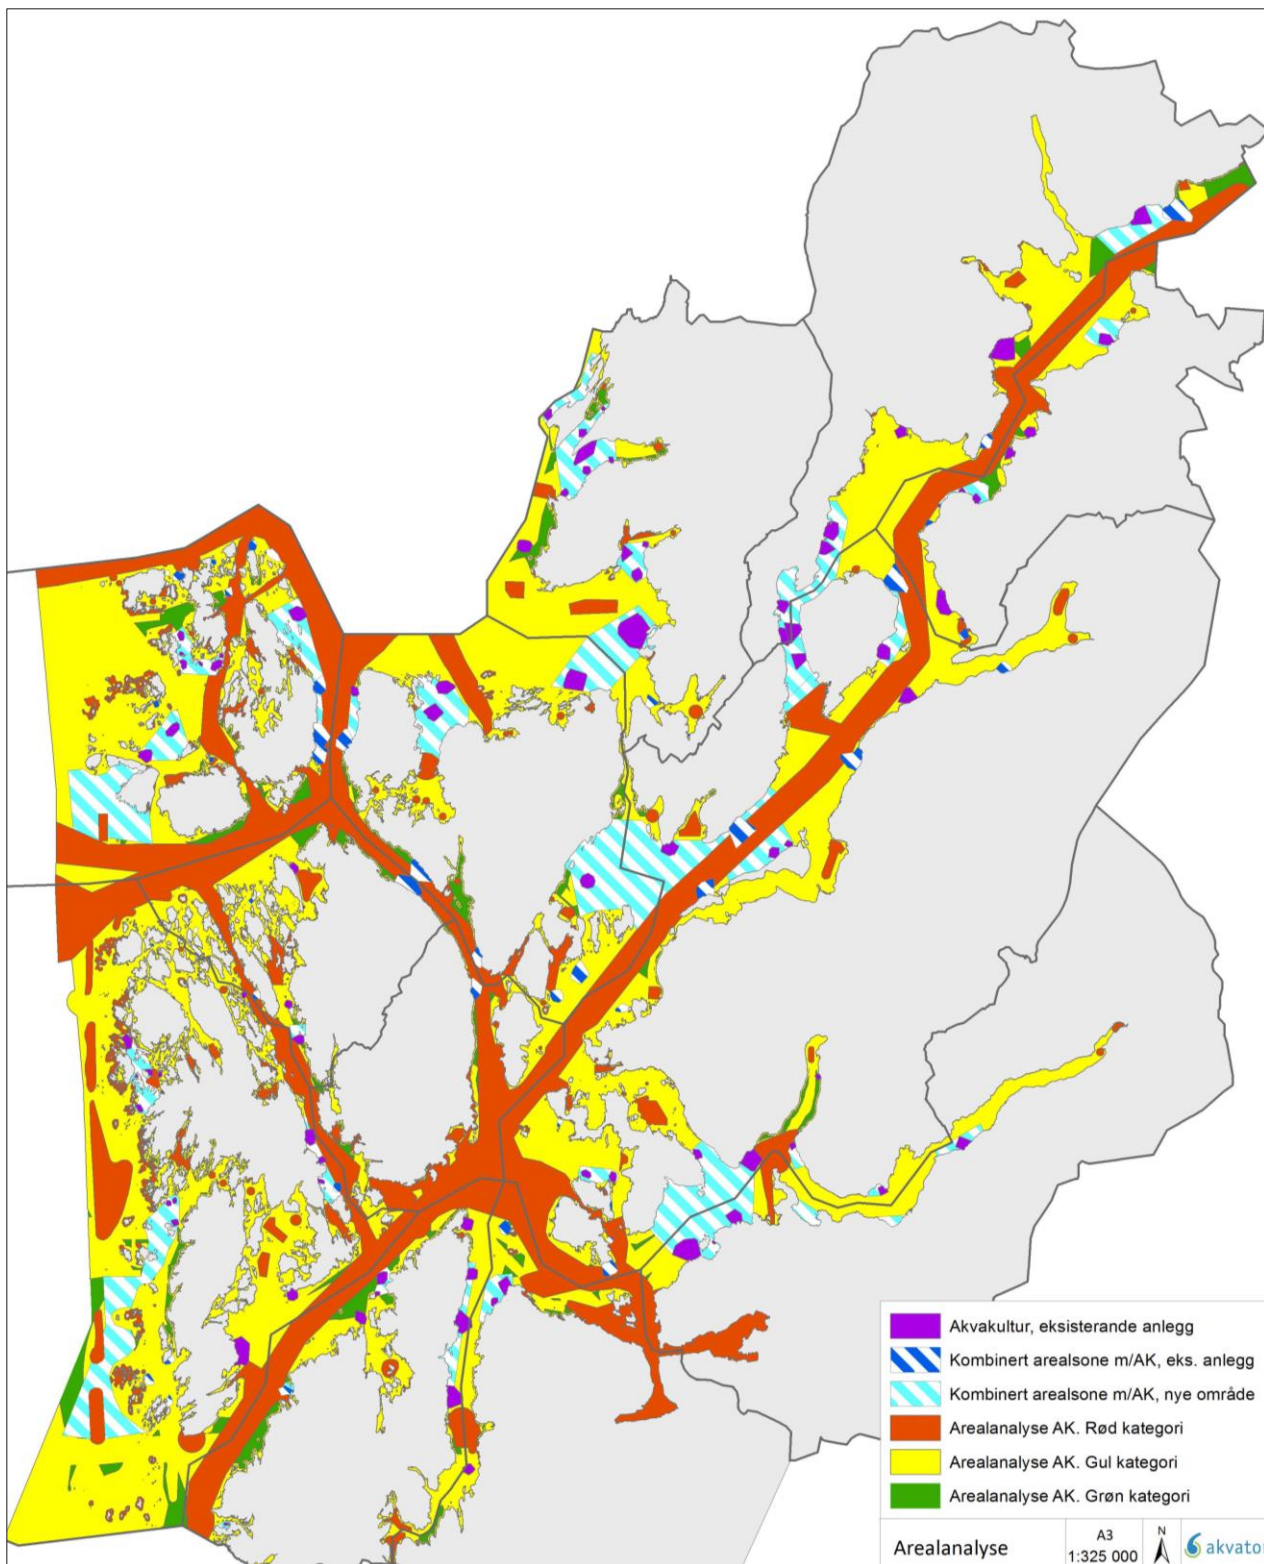 Akvakultur, eksisterande anlegg
Kombinert arealsone m/AK, eks. anlegg
Kombinert arealsone m/AK, nye område
Arealanalyse AK. Rød kategori
Arealanalyse AK. Gul kategori
Arealanalyse AK. Grøn kategori
Arealanalyse
A3
1:325 000
N
akvator